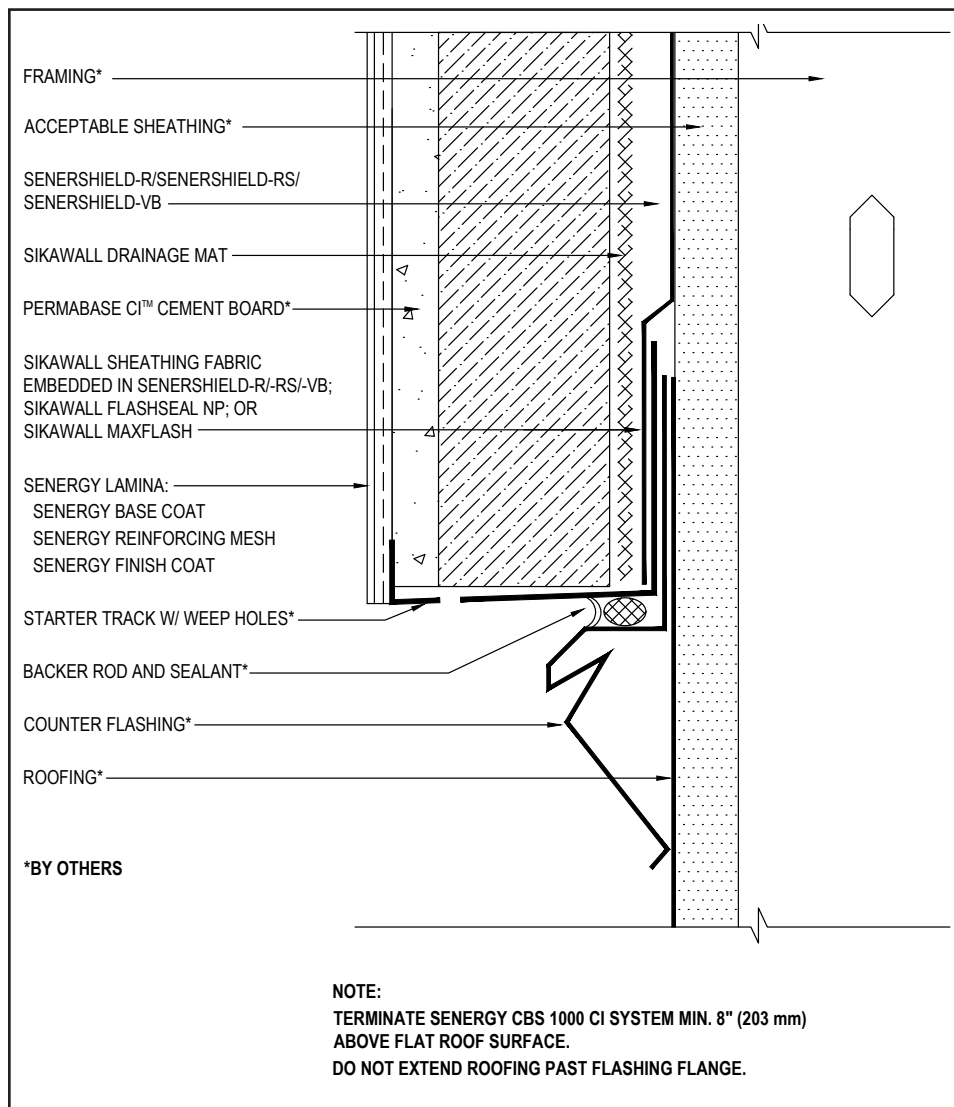 FRAMING*
ACCEPTABLE SHEATHING*
SENERSHIELD-R/SENERSHIELD-RS/
SENERSHIELD-VB
SIKAWALL DRAINAGE MAT
PERMABASE CI™ CEMENT BOARD*
SIKAWALL SHEATHING FABRIC
EMBEDDED IN SENERSHIELD-R/-RS/-VB;
SIKAWALL FLASHSEAL NP; OR
SIKAWALL MAXFLASH
SENERGY LAMINA:
SENERGY BASE COAT
SENERGY REINFORCING MESH
SENERGY FINISH COAT
STARTER TRACK W/ WEEP HOLES*
BACKER ROD AND SEALANT*
COUNTER FLASHING*
ROOFING*
*BY OTHERS
NOTE:
TERMINATE SENERGY CBS 1000 CI SYSTEM MIN. 8" (203 mm)
ABOVE FLAT ROOF SURFACE.
DO NOT EXTEND ROOFING PAST FLASHING FLANGE.